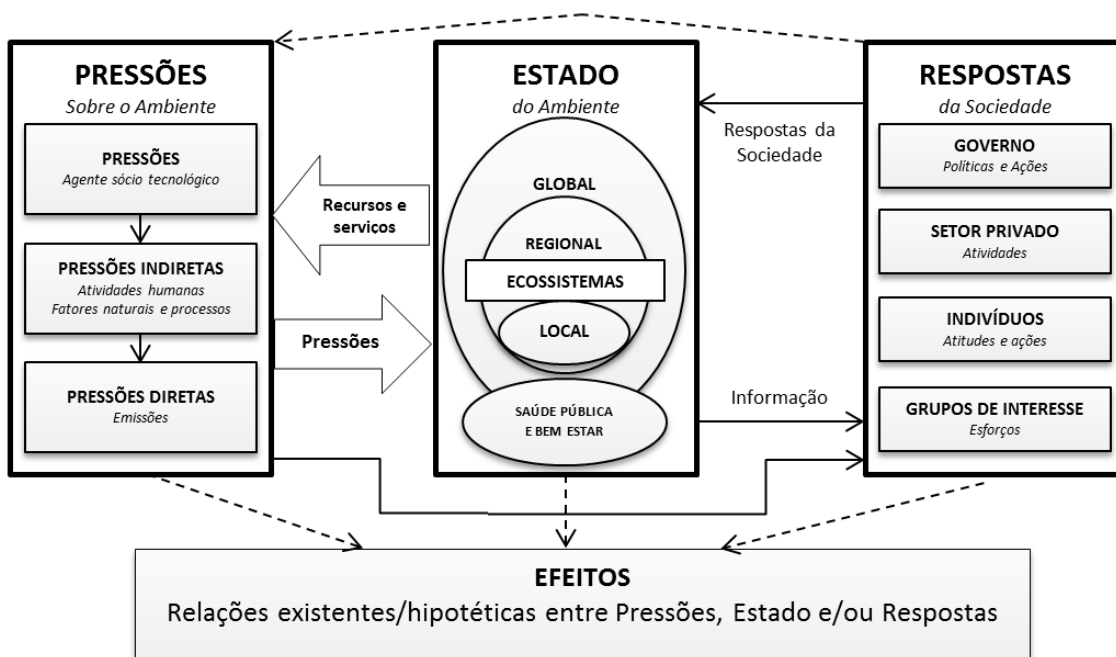 PRESSÕES
Sobre o Ambiente
PRESSÕES
Agente sócio tecnológico
PRESSÕES INDIRETAS
Atividades humanas
Fatores naturais e processos
PRESSÕES DIRETAS
Emissões
Recursos e
serviços
Pressões
ESTADO
do Ambiente
GLOBAL
REGIONAL
ECOSSISTEMAS
LOCAL
SAÚDE PÚBLICA
E BEM ESTAR
Respostas da
Sociedade
Informação
RESPOSTAS
da Sociedade
GOVERNO
Políticas e Ações
SETOR PRIVADO
Atividades
INDIVÍDUOS
Atitudes e ações
GRUPOS DE INTERESSE
Esforços
EFEITOS
Relações existentes/hipotéticas entre Pressões, Estado e/ou Respostas